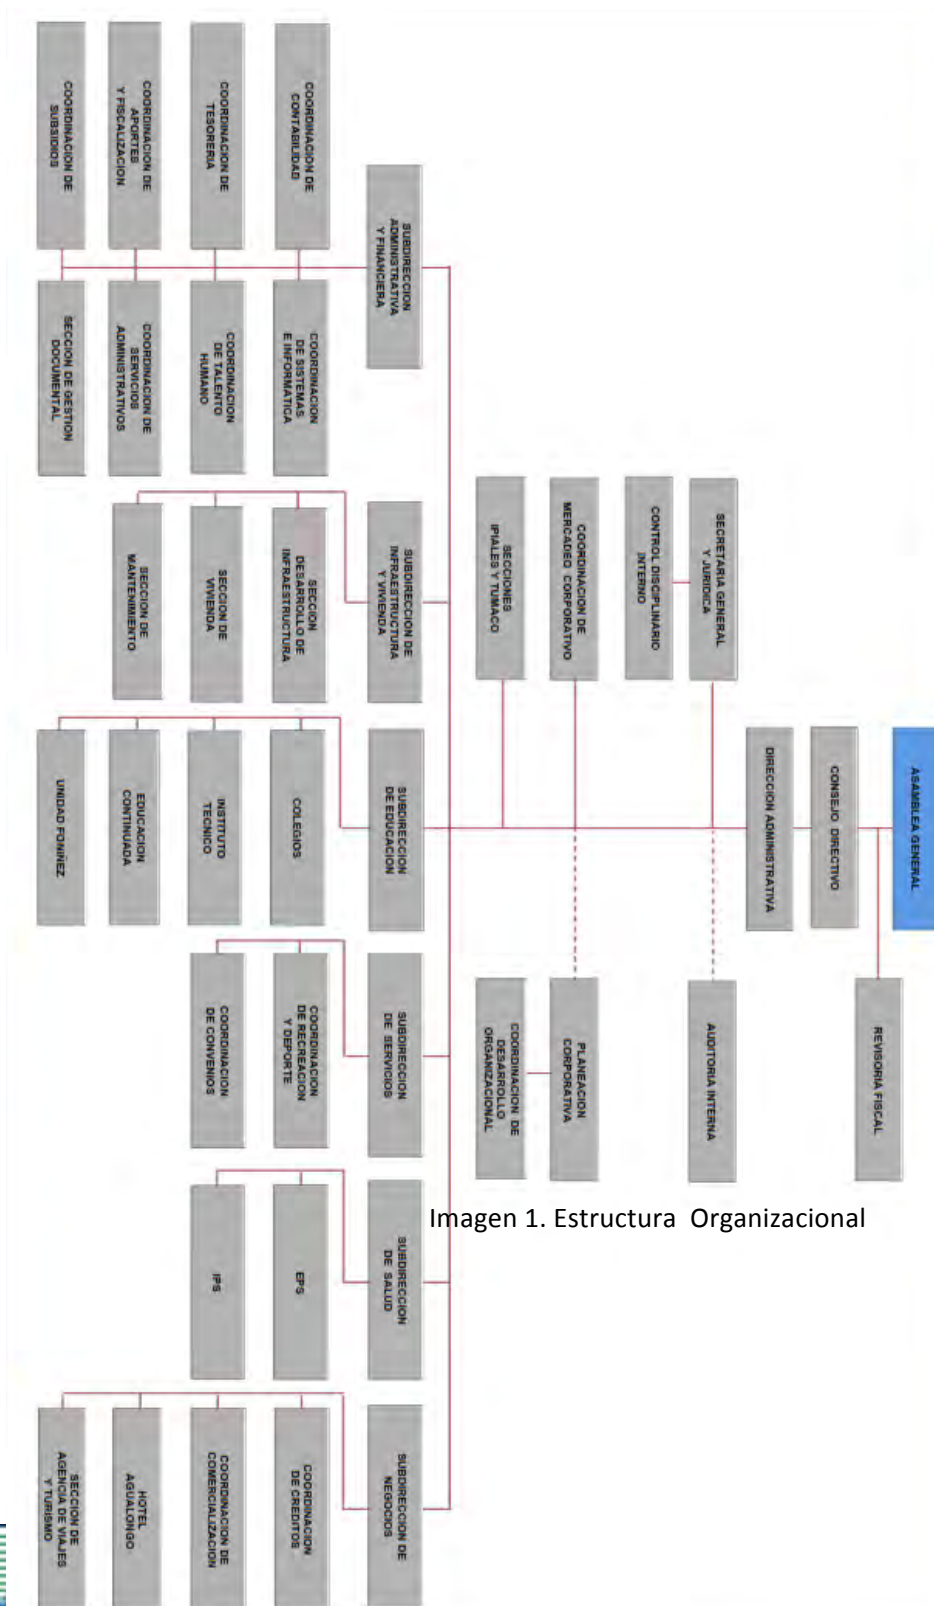 ASAMBLEA GENERAL
REVISORIA FISCAL
CONSEJO DIRECTIVO
DIRECCION ADMINISTRATIVA
SECRETARIA GENERAL
Y JURIDICA
AUDITORIA INTERNA
CONTROL DISCIPLINARIO
INTERNO
COORDINACION DE
MERCADEO CORPORATIVO
PLANEACION
CORPORATIVA
SECCIONES
IPIALES Y TUMACO
COORDINACION DE
DESARROLLO
ORGANIZACIONAL
SUBDIRECCION
ADMINISTRATIVA
Y FINANCIERA
SUBDIRECCION DE
INFRAESTRUCTURA
Y VIVIENDA
SUBDIRECCION
DE EDUCACION
SUBDIRECCION
DE SERVICIOS
SUBDIRECCION
DE SALUD
SUBDIRECCION DE
NEGOCIOS
COORDINACION DE
CONTABILIDAD
COORDINACION
DE SISTEMAS
E INFORMATICA
COORDINACION DE
TESORERIA
COORDINACION
DE TALENTO
HUMANO
COORDINACION DE
APORTES
Y FISCALIZACION
COORDINACION DE
SERVICIOS
ADMINISTRATIVOS
COORDINACION DE
SUBSIDIOS
SECCION DE GESTION
DOCUMENTAL
SECCION
DESARROLLO DE
INFRAESTRUCTURA
SECCION DE
VIVIENDA
SECCION DE
MANTENIMIENTO
COLEGIOS
INSTITUTO
TECNICO
EDUCACION
CONTINUADA
UNIDAD FONIÑEZ
COORDINACION
DE RECREACION
Y DEPORTE
COORDINACION
DE CONVENIOS
EPS
IPS
COORDINACION
DE CREDITOS
COORDINACION DE
COMERCIALIZACION
HOTEL
AGUALONGO
SECCION DE
AGENCIA DE VIAJES
Y TURISMO
Imagen 1. Estructura Organizacional